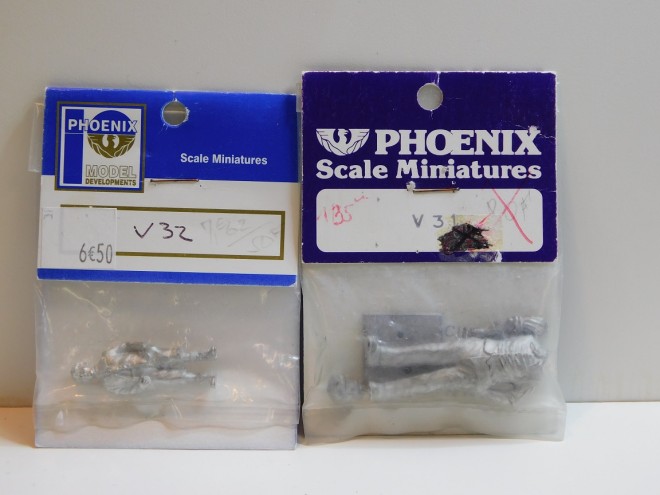 PHOENIX
MODEL
DEVELOPMENTS
Scale Miniatures
V32
6€50
PHOENIX
Scale Miniatures
135
V31